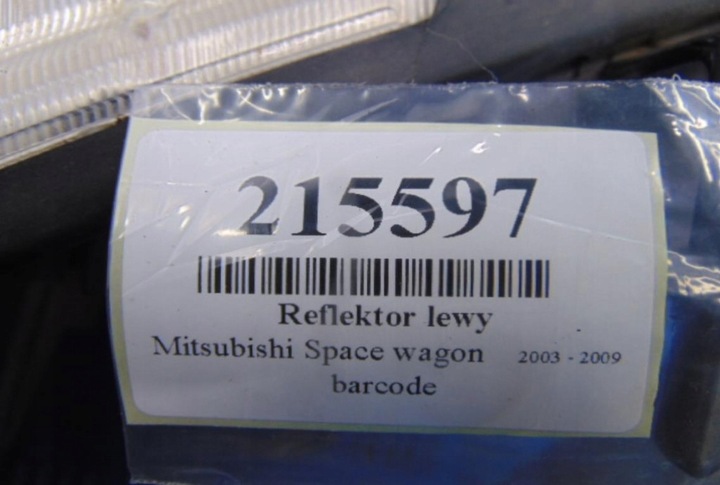 215597
Reflektor lewy
Mitsubishi Space wagon 2003 - 2009
barcode